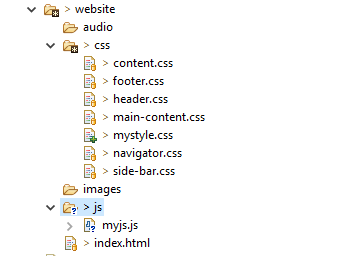 > website
audio
> css
> content.css
> footer.css
> header.css
> main-content.css
mystyle.css
> navigator.css
> side-bar.css
images
> js
myjs.js
> index.html